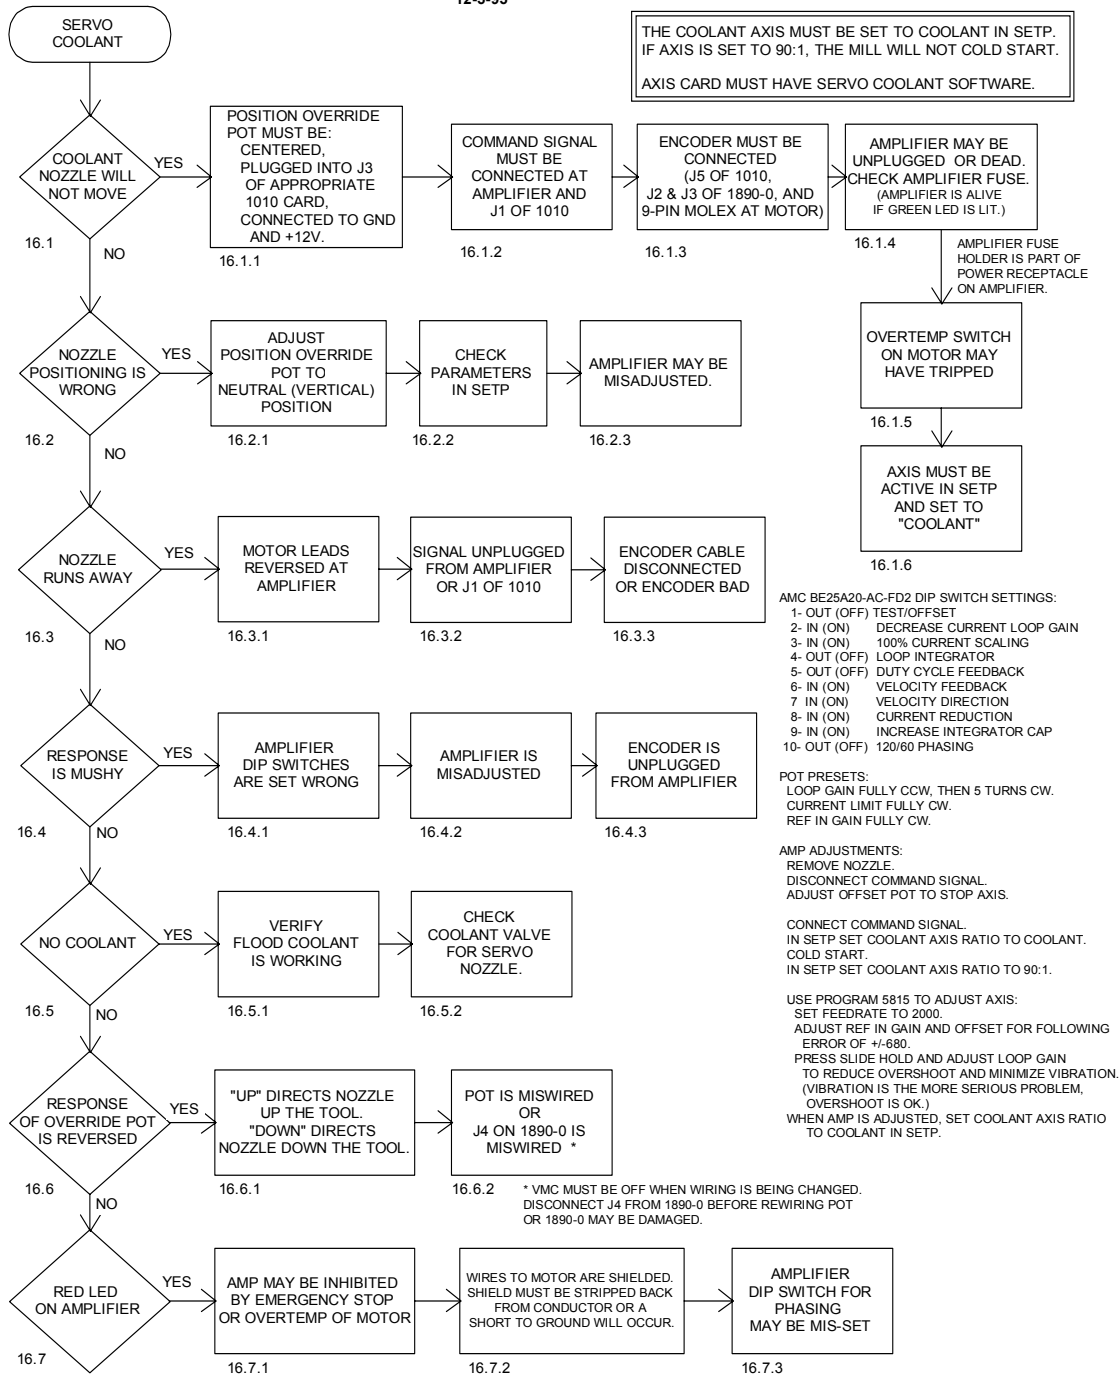 SERVO
COOLANT
THE COOLANT AXIS MUST BE SET TO COOLANT IN SETP.
IF AXIS IS SET TO 90:1, THE MILL WILL NOT COLD START.
AXIS CARD MUST HAVE SERVO COOLANT SOFTWARE.
COOLANT
NOZZLE WILL
NOT MOVE
YES
16.1
NO
POSITION OVERRIDE
POT MUST BE:
CENTERED,
PLUGGED INTO J3
OF APPROPRIATE
1010 CARD,
CONNECTED TO GND
AND +12V.
16.1.1
COMMAND SIGNAL
MUST BE
CONNECTED AT
AMPLIFIER AND
J1 OF 1010
16.1.2
ENCODER MUST BE
CONNECTED
(J5 OF 1010,
J2 & J3 OF 1890-0, AND
9-PIN MOLEX AT MOTOR)
16.1.3
AMPLIFIER MAY BE
UNPLUGGED OR DEAD.
CHECK AMPLIFIER FUSE.
(AMPLIFIER IS ALIVE
IF GREEN LED IS LIT.)
16.1.4
AMPLIFIER FUSE
HOLDER IS PART OF
POWER RECEPTACLE
ON AMPLIFIER.
OVERTEMP SWITCH
ON MOTOR MAY
HAVE TRIPPED
16.1.5
AXIS MUST BE
ACTIVE IN SETP
AND SET TO
"COOLANT"
16.1.6
NOZZLE
POSITIONING IS
WRONG
YES
16.2
NO
ADJUST
POSITION OVERRIDE
POT TO
NEUTRAL (VERTICAL)
POSITION
16.2.1
CHECK
PARAMETERS
IN SETP
16.2.2
AMPLIFIER MAY BE
MISADJUSTED.
16.2.3
NOZZLE
RUNS AWAY
YES
16.3
NO
MOTOR LEADS
REVERSED AT
AMPLIFIER
16.3.1
SIGNAL UNPLUGGED
FROM AMPLIFIER
OR J1 OF 1010
16.3.2
ENCODER CABLE
DISCONNECTED
OR ENCODER BAD
16.3.3
RESPONSE
IS MUSHY
YES
16.4
NO
AMPLIFIER
DIP SWITCHES
ARE SET WRONG
16.4.1
AMPLIFIER IS
MISADJUSTED
16.4.2
ENCODER IS
UNPLUGGED
FROM AMPLIFIER
16.4.3
NO COOLANT
YES
16.5
NO
VERIFY
FLOOD COOLANT
IS WORKING
16.5.1
CHECK
COOLANT VALVE
FOR SERVO
NOZZLE.
16.5.2
RESPONSE
OF OVERRIDE POT
IS REVERSED
YES
16.6
NO
"UP" DIRECTS NOZZLE
UP THE TOOL.
"DOWN" DIRECTS
NOZZLE DOWN THE TOOL.
16.6.1
POT IS MISWIRED
OR
J4 ON 1890-0 IS
MISWIRED *
16.6.2
* VMC MUST BE OFF WHEN WIRING IS BEING CHANGED.
DISCONNECT J4 FROM 1890-0 BEFORE REWIRING POT
OR 1890-0 MAY BE DAMAGED.
RED LED
ON AMPLIFIER
YES
16.7
AMP MAY BE INHIBITED
BY EMERGENCY STOP
OR OVERTEMP OF MOTOR
16.7.1
WIRES TO MOTOR ARE SHIELDED.
SHIELD MUST BE STRIPPED BACK
FROM CONDUCTOR OR A
SHORT TO GROUND WILL OCCUR.
16.7.2
AMPLIFIER
DIP SWITCH FOR
PHASING
MAY BE MIS-SET
16.7.3
AMC BE25A20-AC-FD2 DIP SWITCH SETTINGS:
1- OUT (OFF) TEST/OFFSET
2- IN (ON) DECREASE CURRENT LOOP GAIN
3- IN (ON) 100% CURRENT SCALING
4- OUT (OFF) LOOP INTEGRATOR
5- OUT (OFF) DUTY CYCLE FEEDBACK
6- IN (ON) VELOCITY FEEDBACK
7 IN (ON) VELOCITY DIRECTION
8- IN (ON) CURRENT REDUCTION
9- IN (ON) INCREASE INTEGRATOR CAP
10- OUT (OFF) 120/60 PHASING
POT PRESETS:
LOOP GAIN FULLY CCW, THEN 5 TURNS CW.
CURRENT LIMIT FULLY CW.
REF IN GAIN FULLY CW.
AMP ADJUSTMENTS:
REMOVE NOZZLE.
DISCONNECT COMMAND SIGNAL.
ADJUST OFFSET POT TO STOP AXIS.
CONNECT COMMAND SIGNAL.
IN SETP SET COOLANT AXIS RATIO TO COOLANT.
COLD START.
IN SETP SET COOLANT AXIS RATIO TO 90:1.
USE PROGRAM 5815 TO ADJUST AXIS:
SET FEEDRATE TO 2000.
ADJUST REF IN GAIN AND OFFSET FOR FOLLOWING
ERROR OF +/-680.
PRESS SLIDE HOLD AND ADJUST LOOP GAIN
TO REDUCE OVERSHOOT AND MINIMIZE VIBRATION.
(VIBRATION IS THE MORE SERIOUS PROBLEM,
OVERSHOOT IS OK.)
WHEN AMP IS ADJUSTED, SET COOLANT AXIS RATIO
TO COOLANT IN SETP.